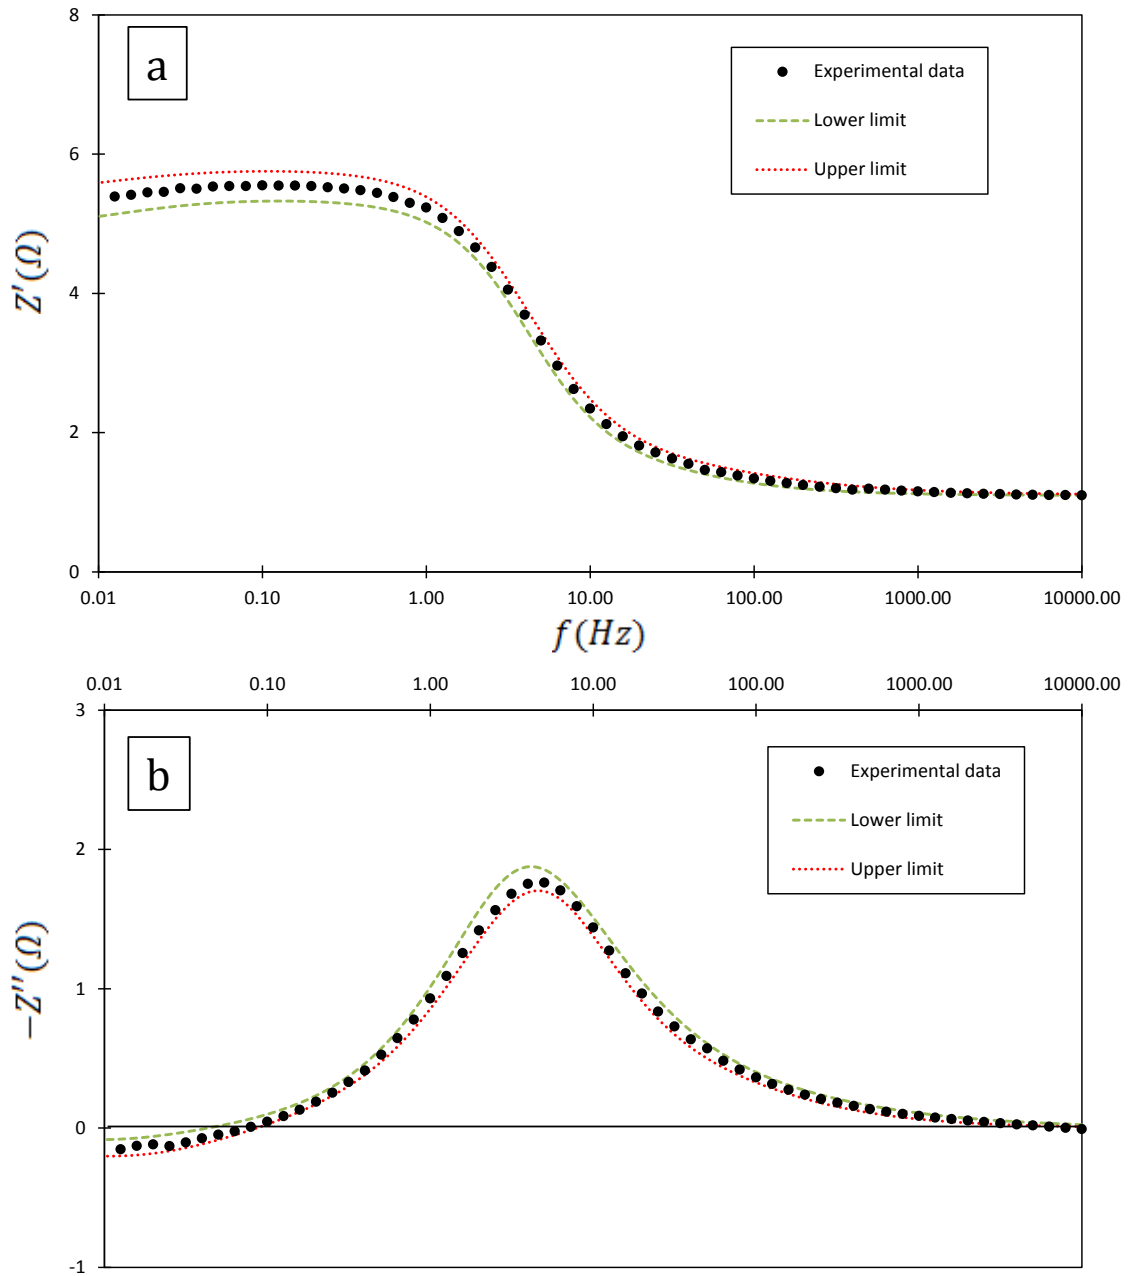 8
a
Experimental data
Lower limit
Upper limit
6
4
2
0
Z′(Ω)
0.01 0.10 1.00 10.00 100.00 1000.00 10000.00
f(Hz)
0.01 0.10 1.00 10.00 100.00 1000.00 10000.00
3
b
Experimental data
Lower limit
Upper limit
2
1
0
-1
−Z′′(Ω)